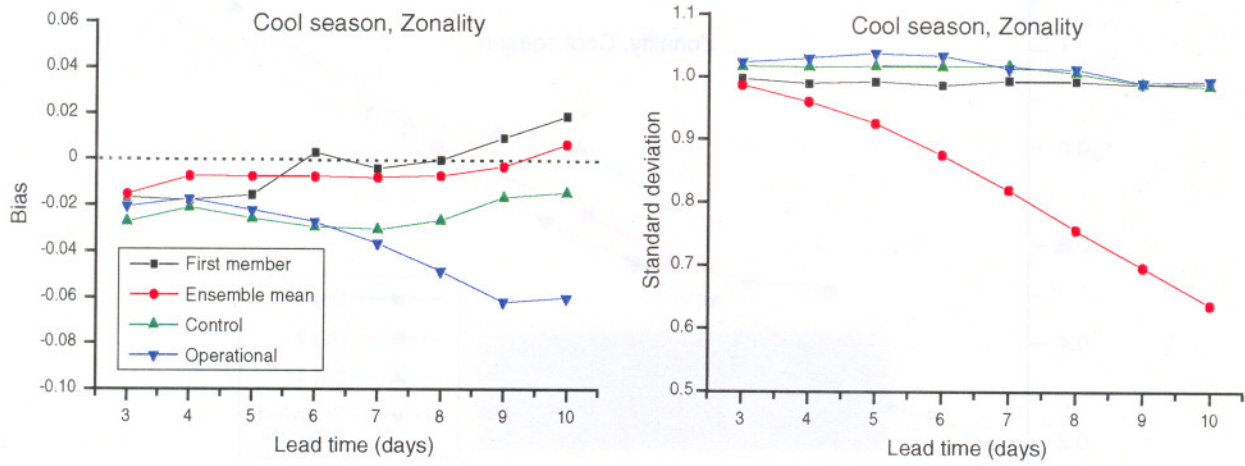 Cool season, Zonality
0.06
0.04
0.02
0
-0.02
-0.04
-0.06
-0.08
-0.10
Bias
First member
Ensemble mean
Control
Operational
3 4 5 6 7 8 9 10
Lead time (days)
Cool season, Zonality
1.1
1.0
0.9
0.8
0.7
0.6
0.5
Standard deviation
3 4 5 6 7 8 9 10
Lead time (days)